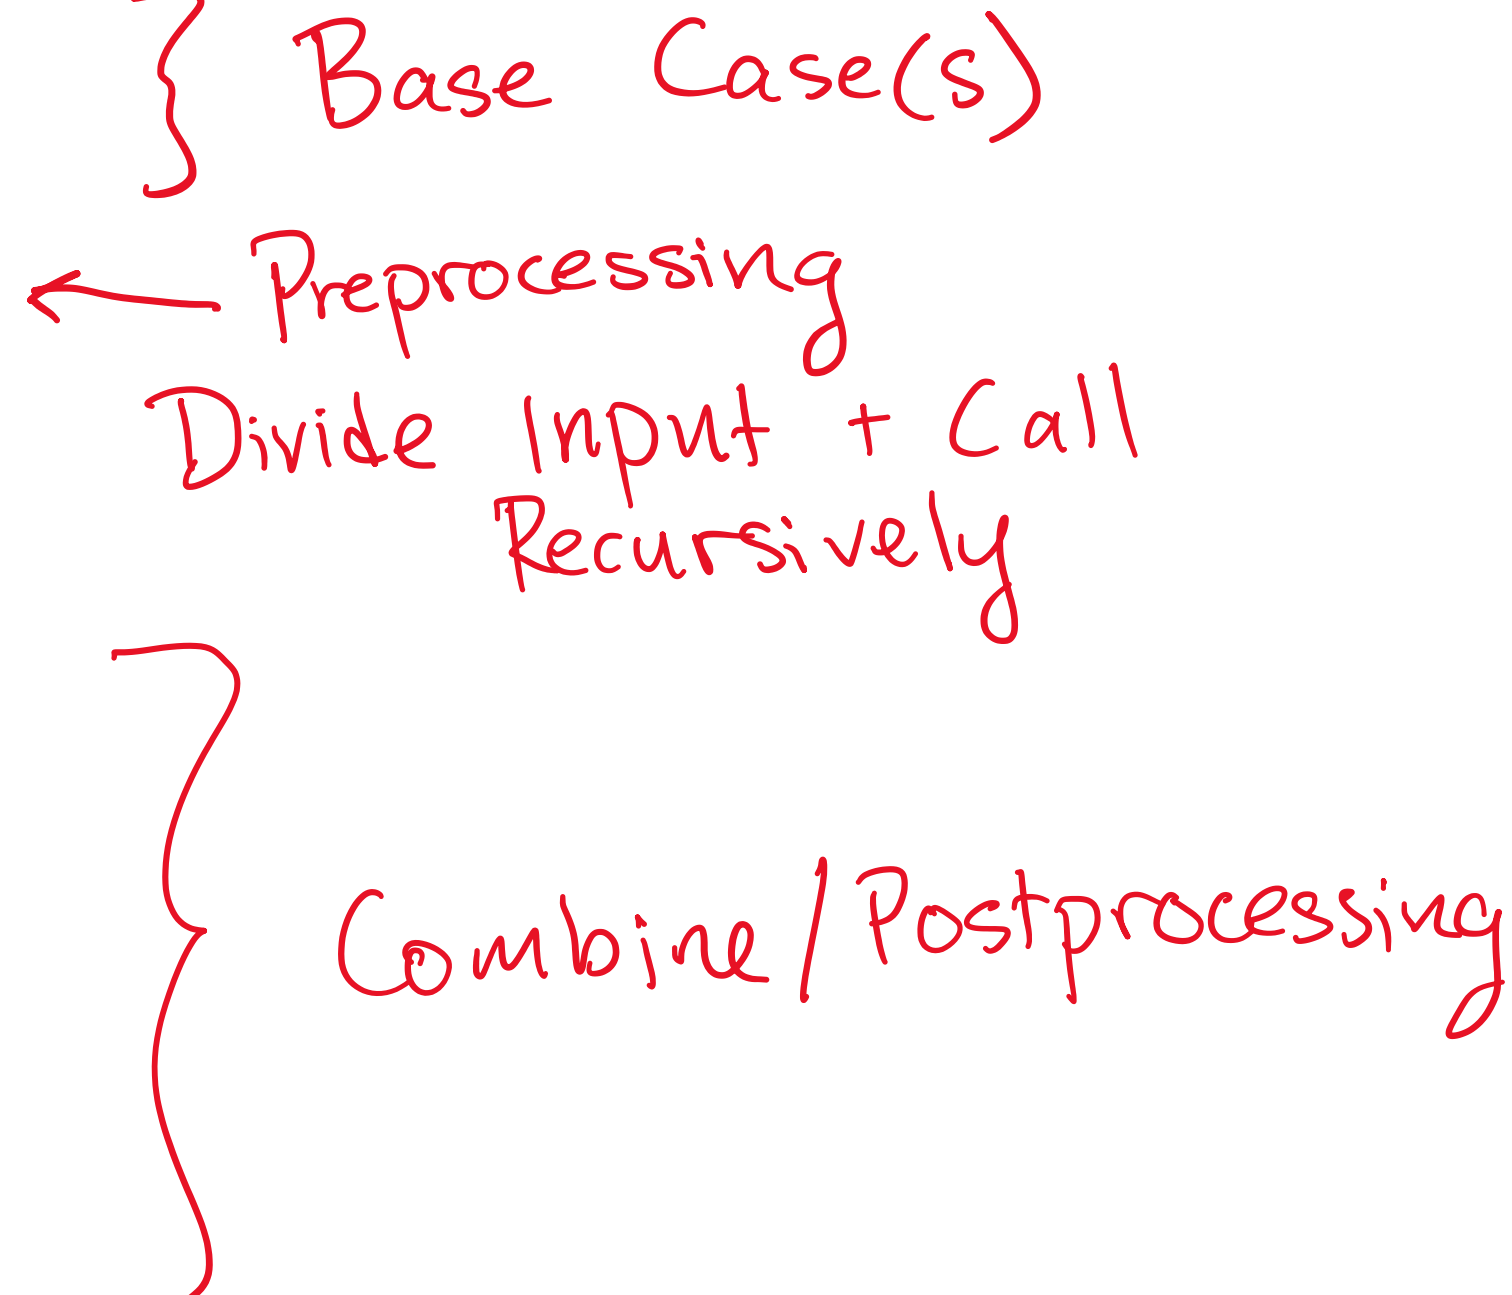 Base Case(s)
Preprocessing
Divide Input + Call
Recursively
Combine/Postprocessing